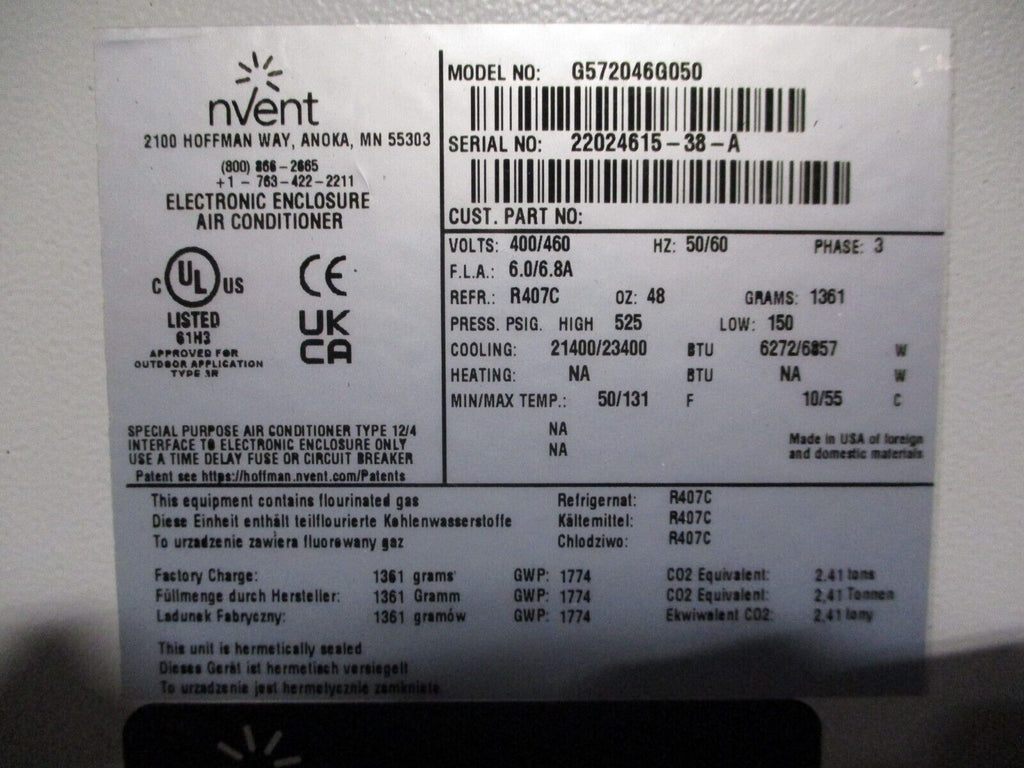 nVent
2100 HOFFMAN WAY, ANOKA, MN 55303
(800) 866-2665
+1 - 763-422-2211
ELECTRONIC ENCLOSURE
AIR CONDITIONER
C UL US
LISTED
61H3
APPROVED FOR
OUTDOOR APPLICATION
TYPE 3R
CE
UK
CA
SPECIAL PURPOSE AIR CONDITIONER TYPE 12/4
INTERFACE TO ELECTRONIC ENCLOSURE ONLY
USE A TIME DELAY FUSE OR CIRCUIT BREAKER
Patent see https://hoffman.nvent.com/Patents
MODEL NO: G572046G050
SERIAL NO: 22024615-38-A
CUST. PART NO:
VOLTS: 400/460 HZ: 50/60 PHASE: 3
F.L.A.: 6.0/6.8A
REFR.: R407C OZ: 48 GRAMS: 1361
PRESS. PSIG. HIGH 525 LOW: 150
COOLING: 21400/23400 BTU 6272/6857 W
HEATING: NA BTU NA W
MIN/MAX TEMP.: 50/131 F 10/55 C
NA
NA
Made in USA of foreign
and domestic materials
This equipment contains flourinated gas Refrigernat: R407C
Diese Einheit enthält teilflourierte Kohlenwasserstoffe Kältemittel: R407C
To urzadzenie zawiera fluorowany gaz Chlodziwo: R407C
Factory Charge: 1361 grams GWP: 1774 CO2 Equivalent: 2.41 tons
Füllmenge durch Hersteller: 1361 Gramm GWP: 1774 CO2 Equivalent: 2.41 Tonnen
Ladunek Fabryczny: 1361 gramów GWP: 1774 Ekwiwalent CO2: 2.41 tony
This unit is hermetically sealed
Dieses Gerät ist hermetisch versiegelt
To urzadzenie jest hermetycznie zamkniete